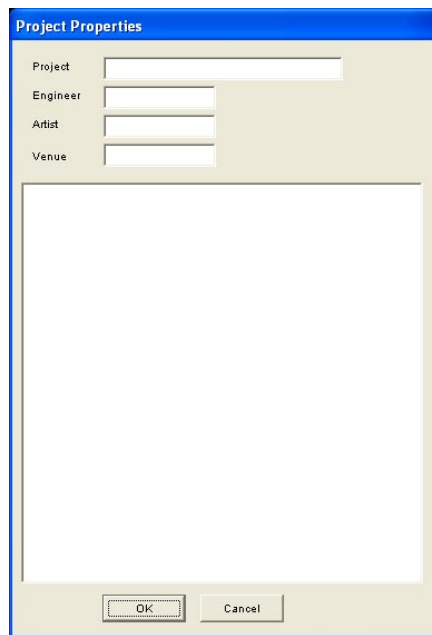 Project Properties
Project
Engineer
Artist
Venue
OK Cancel